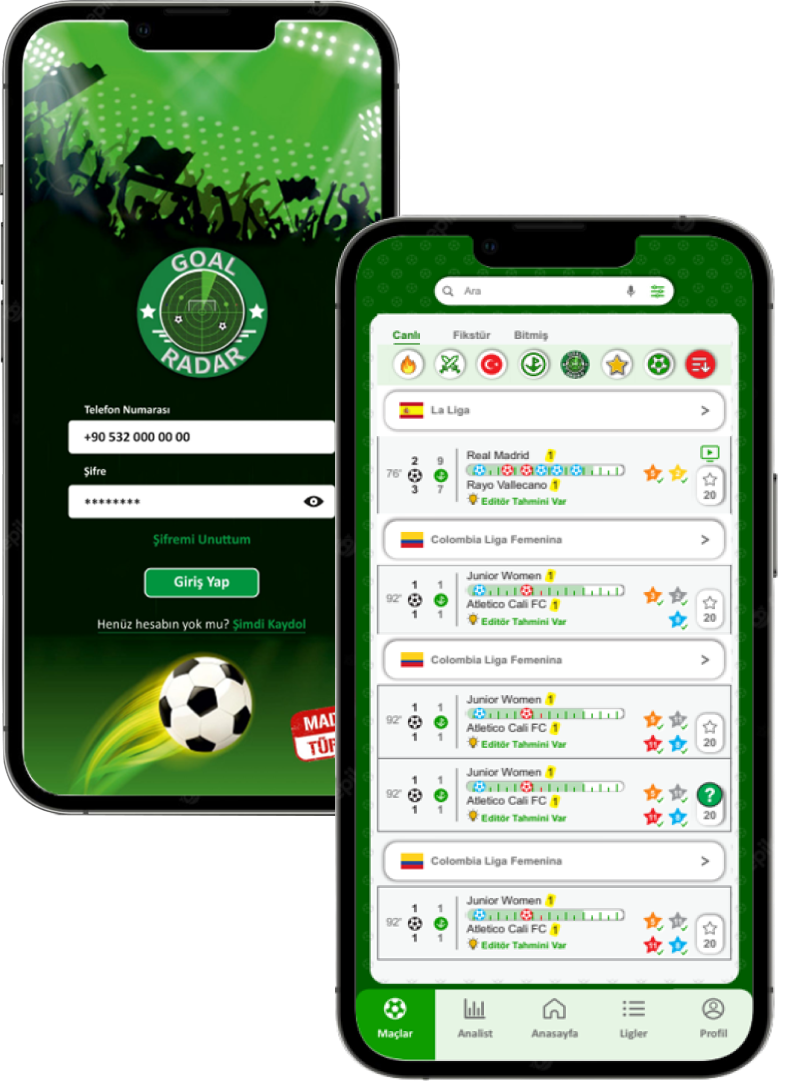 GOAL
RADAR
Telefon Numarası
+90 532 000 00 00
Şifre
********
Şifremi Unuttum
Giriş Yap
Henüz hesabın yok mu? Şimdi Kaydol
Ara
Canlı Fikstür Bitmiş
La Liga >
2 9 Real Madrid 1
76'
3 7 Rayo Vallecano 1
Editör Tahmini Var
20
Colombia Liga Femenina >
1 1 Junior Women 1
92'
1 1 Atletico Cali FC 1
Editör Tahmini Var
20
Colombia Liga Femenina >
1 1 Junior Women 1
92'
1 1 Atletico Cali FC 1
Editör Tahmini Var
20
1 1 Junior Women 1
92' ?
1 1 Atletico Cali FC 1
Editör Tahmini Var
20
Colombia Liga Femenina >
1 1 Junior Women 1
92'
1 1 Atletico Cali FC 1
Editör Tahmini Var
20
Maçlar Analist Anasayfa Ligler Profil